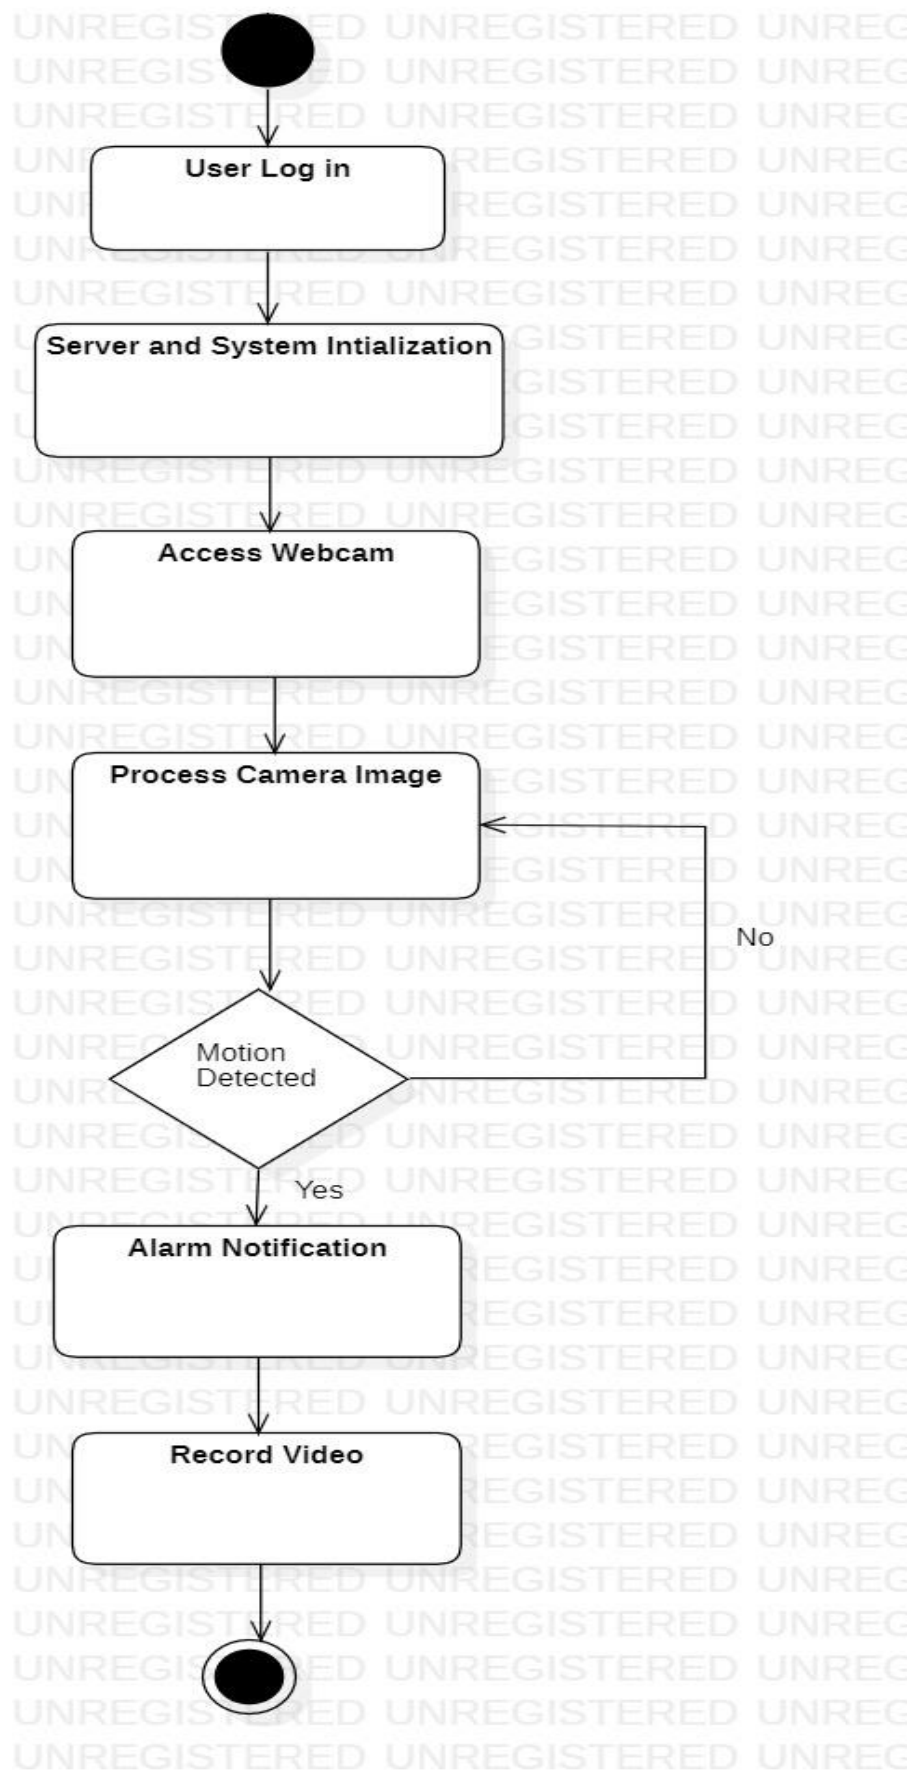 User Log in
Server and System Intialization
Access Webcam
Process Camera Image
No
Motion
Detected
Yes
Alarm Notification
Record Video
UNREGISTERED